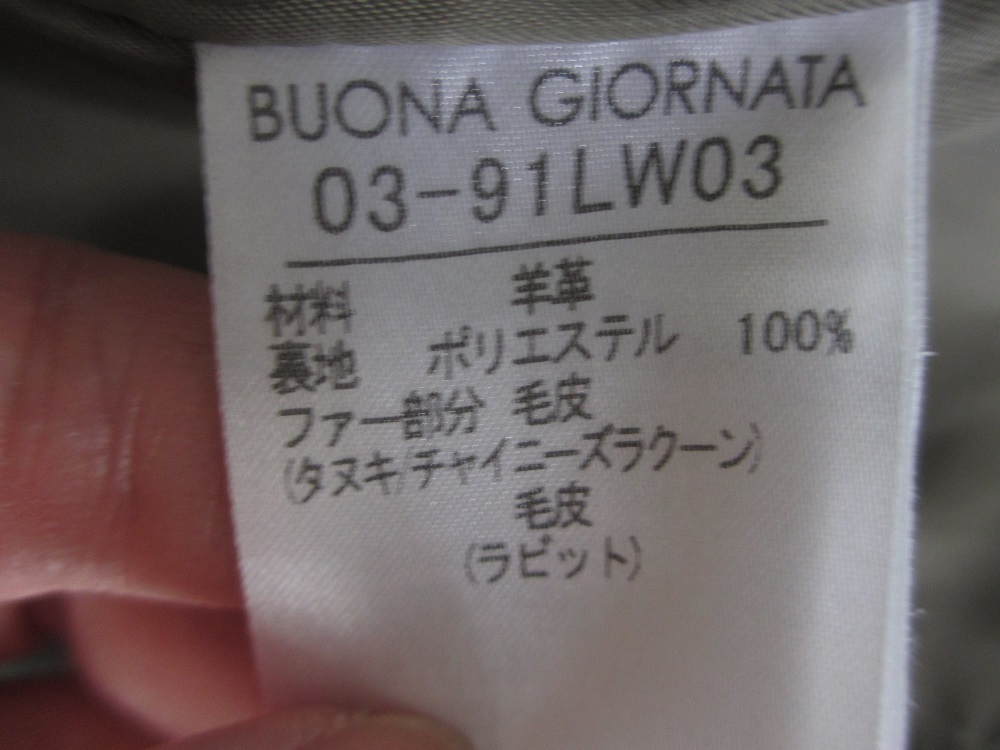 BUONA GIORNATA
03-91LW03
材料 羊革
裏地 ポリエステル 100%
ファー部分 毛皮
(タヌキ/チャイニーズラクーン)
毛皮
(ラビット)